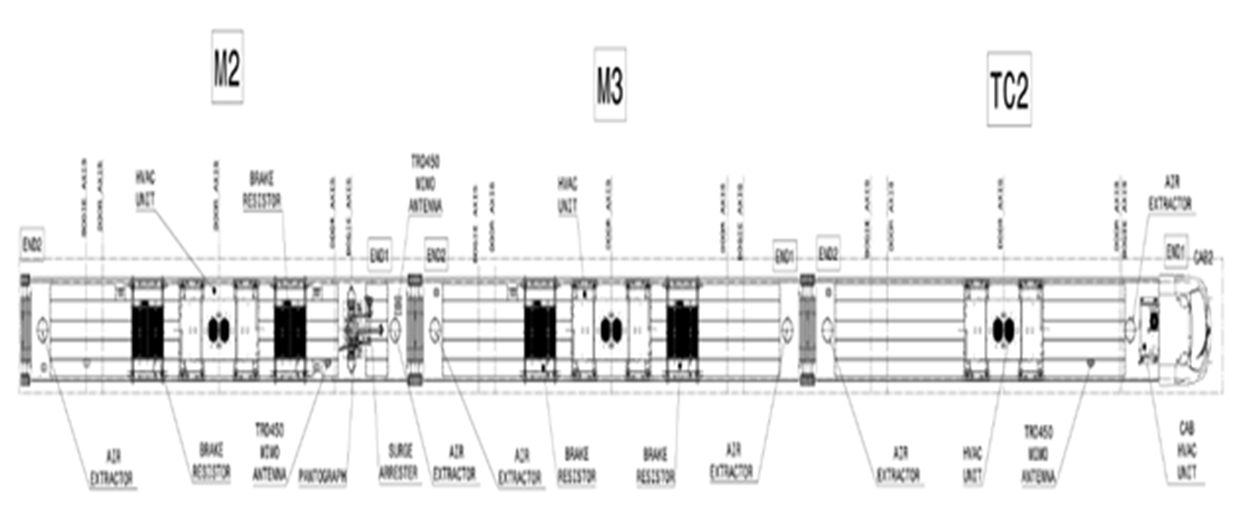 M2
M3
TC2
HVAC
UNIT
BRAKE
RESISTOR
TRD450
MIMO
ANTENNA
HVAC
UNIT
AIR
EXTRACTOR
BOGIE AXIS
DOOR AXIS
DOOR AXIS
DOOR AXIS
BOGIE AXIS
BOGIE AXIS
DOOR AXIS
DOOR AXIS
DOOR AXIS
BOGIE AXIS
BOGIE AXIS
DOOR AXIS
DOOR AXIS
DOOR AXIS
BOGIE AXIS
END2
END1
END2
END1
END2
END1
CAB2
AIR
EXTRACTOR
BRAKE
RESISTOR
TRD450
MIMO
ANTENNA
PANTOGRAPH
SURGE
ARRESTER
AIR
EXTRACTOR
AIR
EXTRACTOR
BRAKE
RESISTOR
BRAKE
RESISTOR
AIR
EXTRACTOR
AIR
EXTRACTOR
HVAC
UNIT
TRD450
MIMO
ANTENNA
CAB
HVAC
UNIT